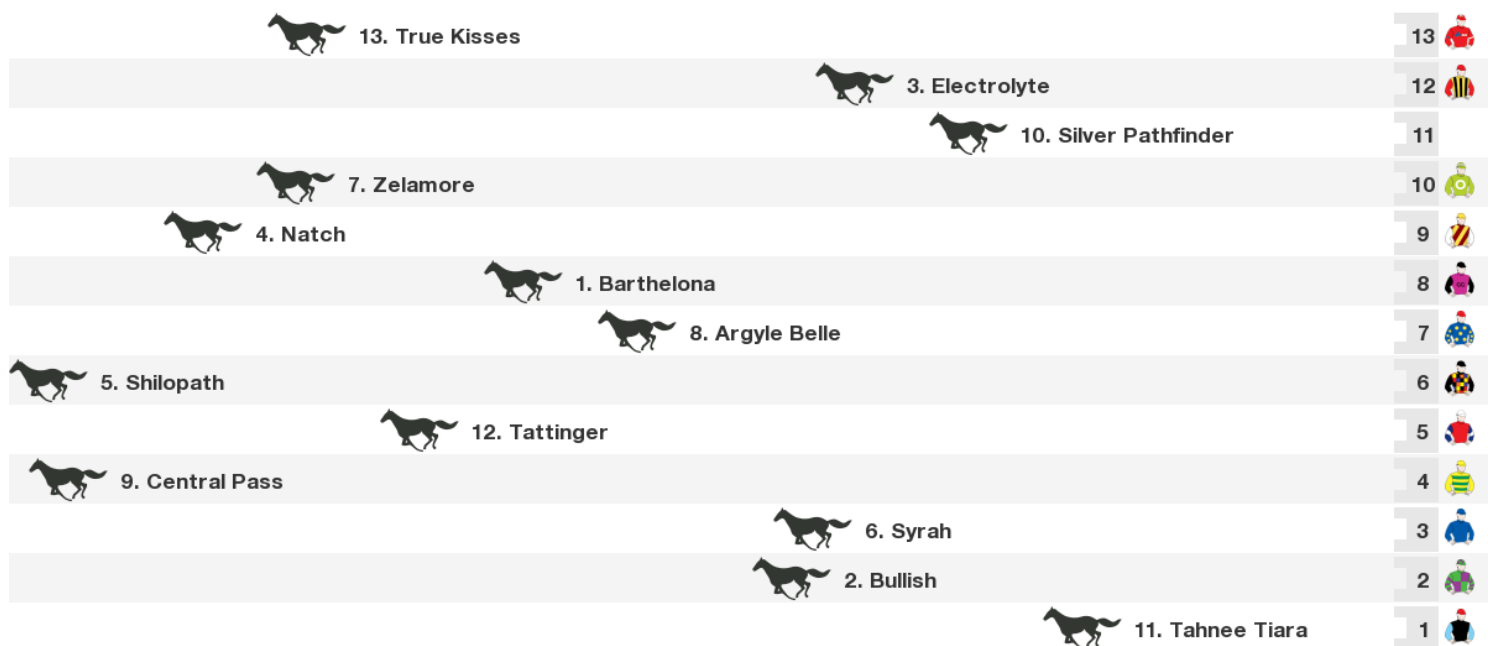 13. True Kisses 13
3. Electrolyte 12
10. Silver Pathfinder 11
7. Zelamore 10
4. Natch 9
1. Barthelona 8
8. Argyle Belle 7
5. Shilopath 6
12. Tattinger 5
9. Central Pass 4
6. Syrah 3
2. Bullish 2
11. Tahnee Tiara 1